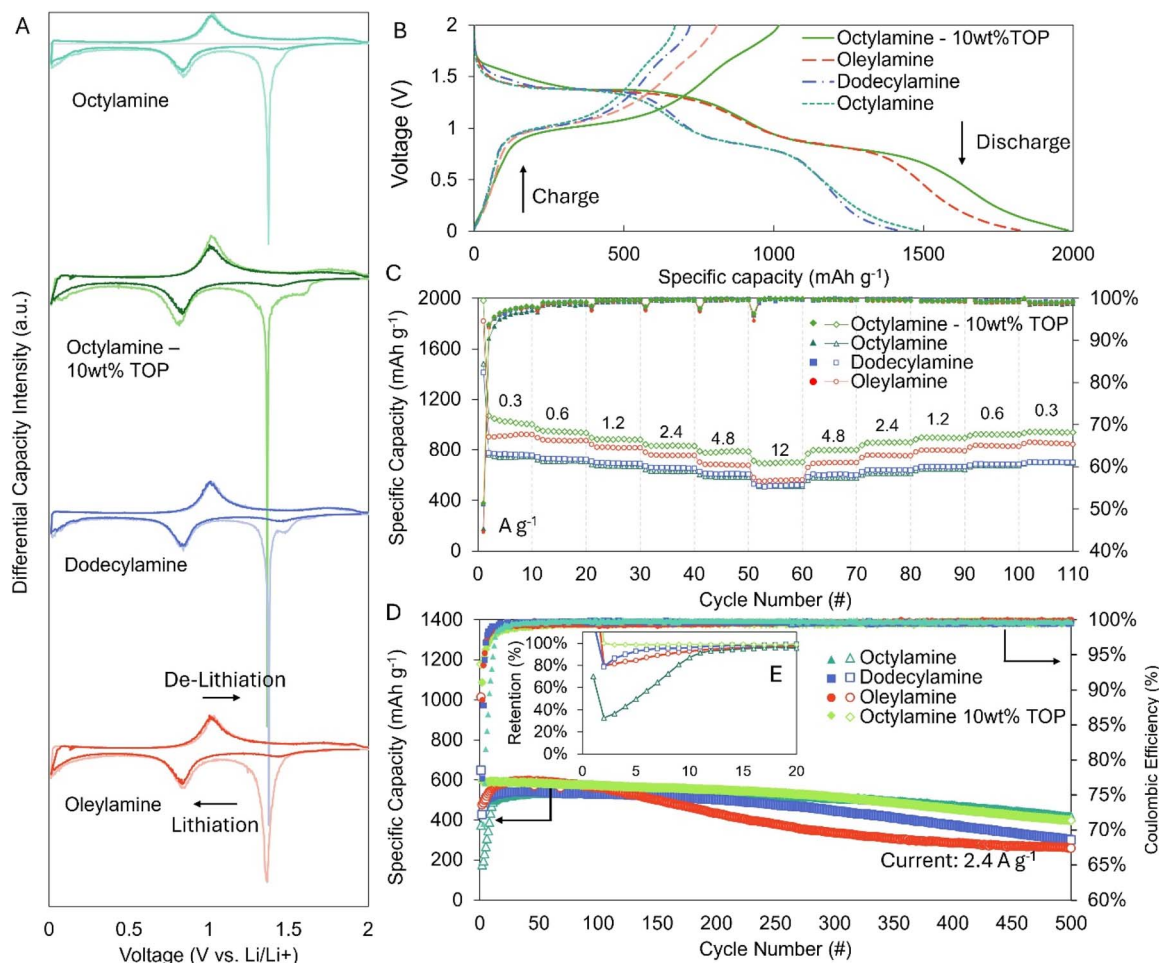 A
Differential Capacity Intensity (a.u.)
Octylamine
Octylamine –
10wt% TOP
Dodecylamine
De-Lithiation
Oleylamine
Lithiation
0 0.5 1 1.5 2
Voltage (V vs. Li/Li+)
B
Voltage (V)
2
1.5
1
0.5
0
Octylamine - 10wt%TOP
Oleylamine
Dodecylamine
Octylamine
Discharge
Charge
0 500 1000 1500 2000
Specific capacity (mAh g-1)
C
Specific Capacity (mAh g-1)
2000
1600
1200
800
400
0
100%
90%
80%
70%
60%
50%
40%
Octylamine - 10wt% TOP
Octylamine
Dodecylamine
Oleylamine
0.3 0.6 1.2 2.4 4.8 12 4.8 2.4 1.2 0.6 0.3
A g-1
0 10 20 30 40 50 60 70 80 90 100 110
Cycle Number (#)
D
Specific Capacity (mAh g-1)
1400
1200
1000
800
600
400
200
0
E
Retention (%)
100%
80%
60%
40%
20%
0%
0 5 10 15 20
Octylamine
Dodecylamine
Oleylamine
Octylamine 10wt% TOP
Current: 2.4 A g-1
100%
95%
90%
85%
80%
75%
70%
65%
60%
Coulombic Efficiency (%)
0 50 100 150 200 250 300 350 400 450 500
Cycle Number (#)